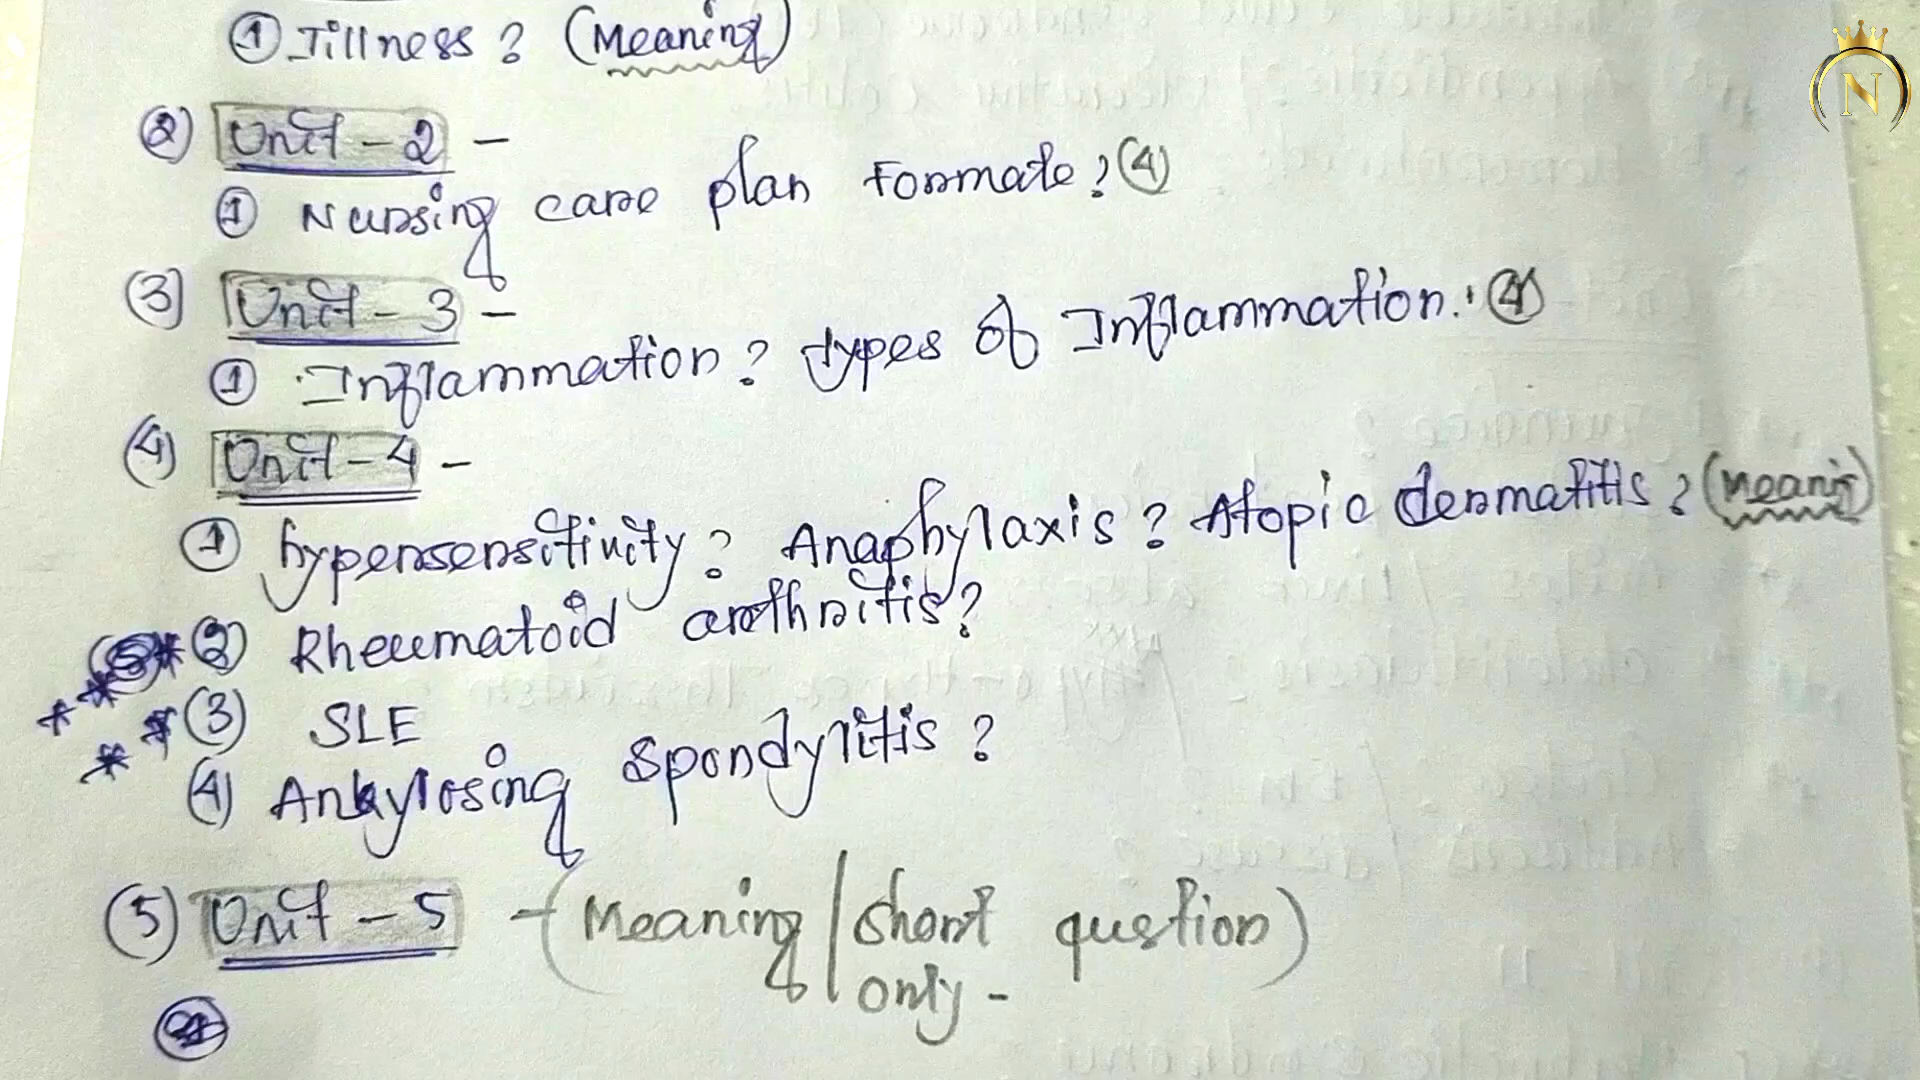 ① Illness ? (Meaning)
② Unit - 2 -
① Nursing care plan Formate ? ④
③ Unit - 3 -
① Inflammation ? types of Inflammation. ④
④ Unit - 4 -
① hypersensitivity ? Anaphylaxis ? Atopic dermatitis ? (Meanin)
* ② Rheumatoid arthritis ?
* * * ③ SLE
* ④ Ankylosing spondylitis ?
⑤ Unit - 5 - (Meaning / short question)
only -
N